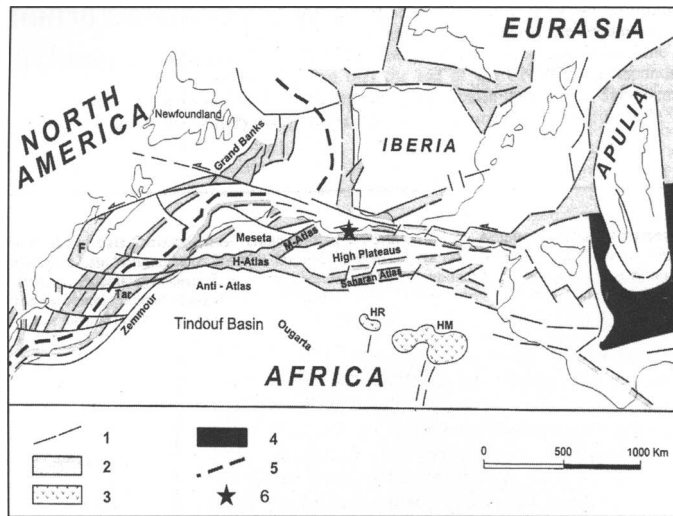 EURASIA
NORTH
AMERICA
Newfoundland
Grand Banks
IBERIA
APULIA
F
Meseta
M-Atlas
H-Atlas
High Plateaus
Saharan Atlas
Tar
Zemmour
Anti - Atlas
Tindouf Basin
Ougarta
HR
HM
AFRICA
1
2
3
4
5
6
0 500 1000 Km